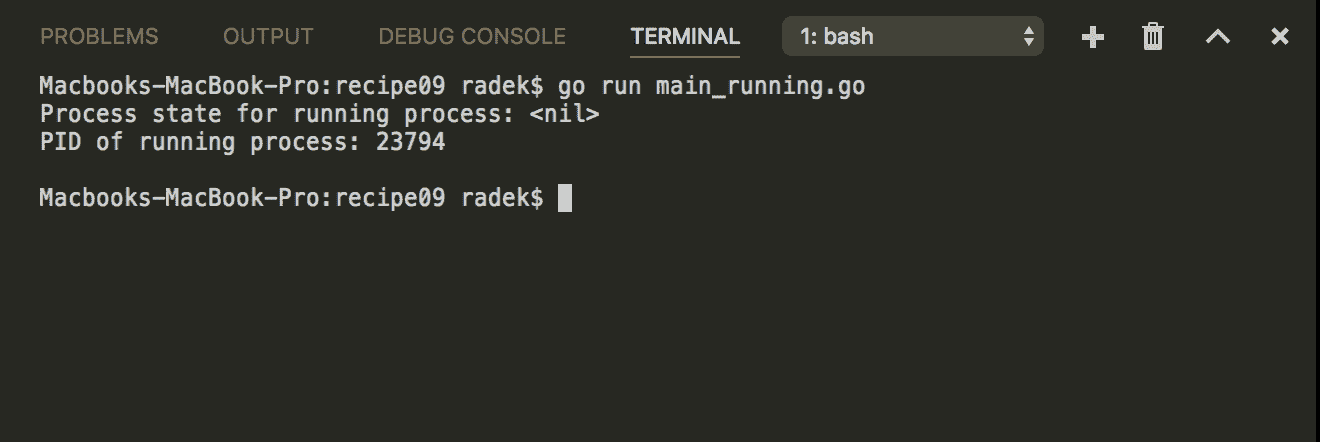 PROBLEMS OUTPUT DEBUG CONSOLE TERMINAL 1: bash
Macbooks-MacBook-Pro:recipe09 radek$ go run main_running.go
Process state for running process: <nil>
PID of running process: 23794
Macbooks-MacBook-Pro:recipe09 radek$